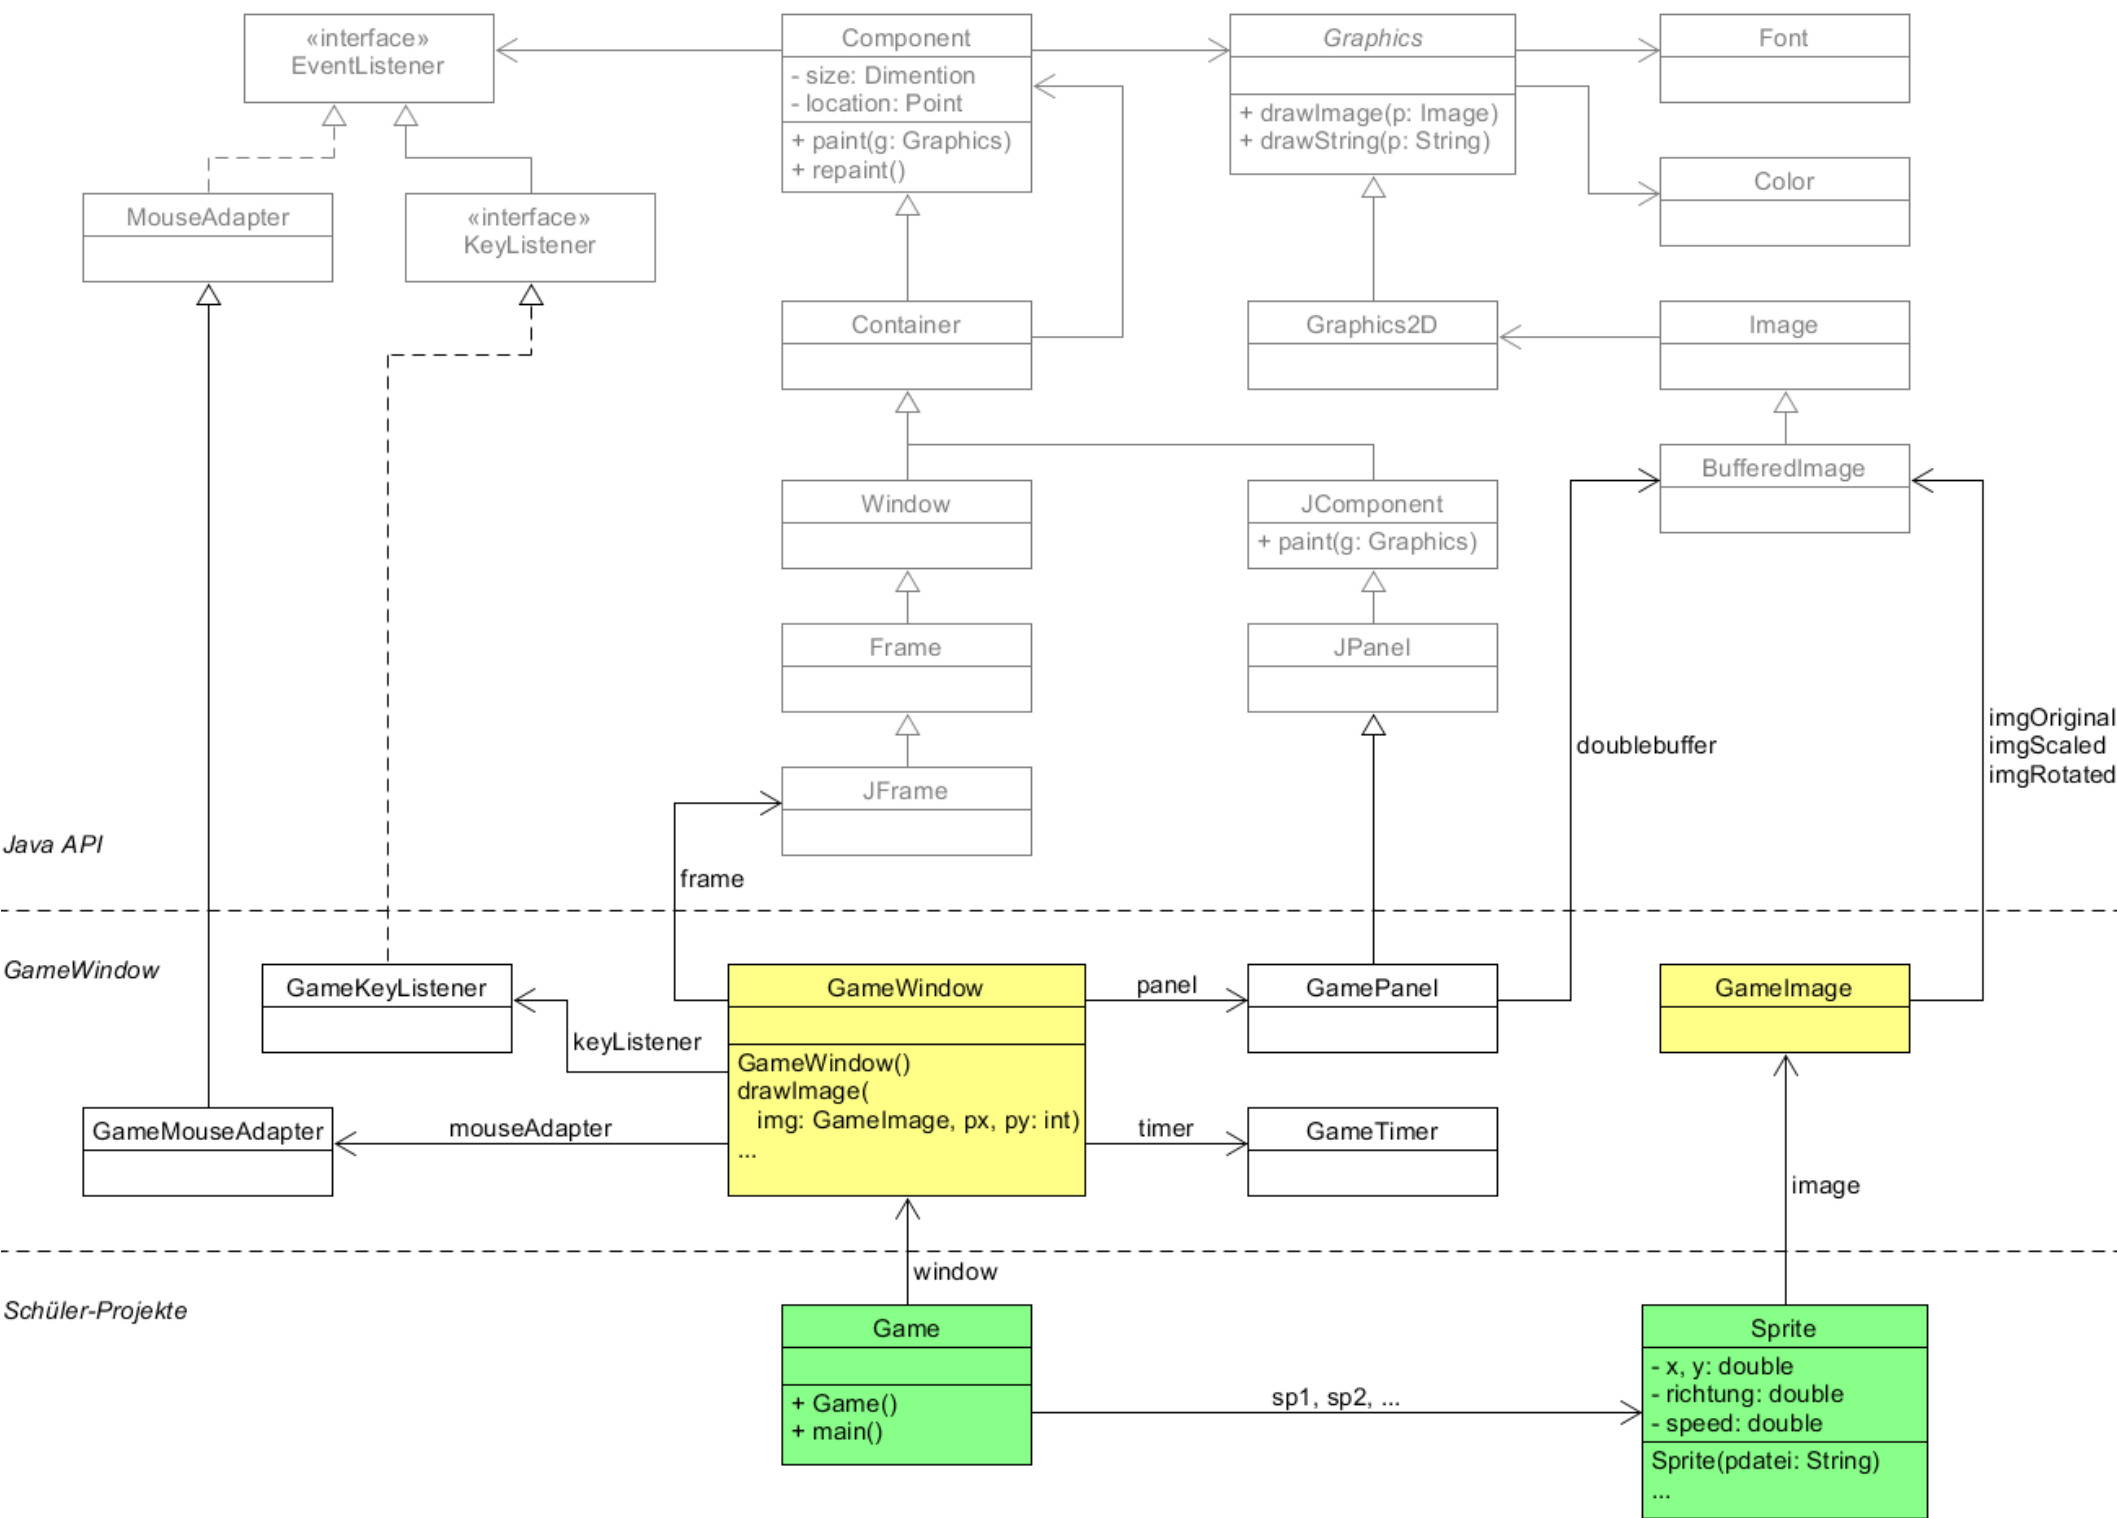 «interface»
EventListener
Component
- size: Dimention
- location: Point
+ paint(g: Graphics)
+ repaint()
Graphics
+ drawImage(p: Image)
+ drawString(p: String)
Font
Color
MouseAdapter
«interface»
KeyListener
Container
Graphics2D
Image
Window
JComponent
+ paint(g: Graphics)
BufferedImage
Frame
JPanel
JFrame
doublebuffer
imgOriginal
imgScaled
imgRotated
Java API
frame
GameWindow
GameKeyListener
keyListener
GameWindow
GameWindow()
drawImage(
img: GameImage, px, py: int)
...
panel
GamePanel
GameImage
GameMouseAdapter
mouseAdapter
timer
GameTimer
image
window
Schüler-Projekte
Game
+ Game()
+ main()
sp1, sp2, ...
Sprite
- x, y: double
- richtung: double
- speed: double
Sprite(pdatei: String)
...